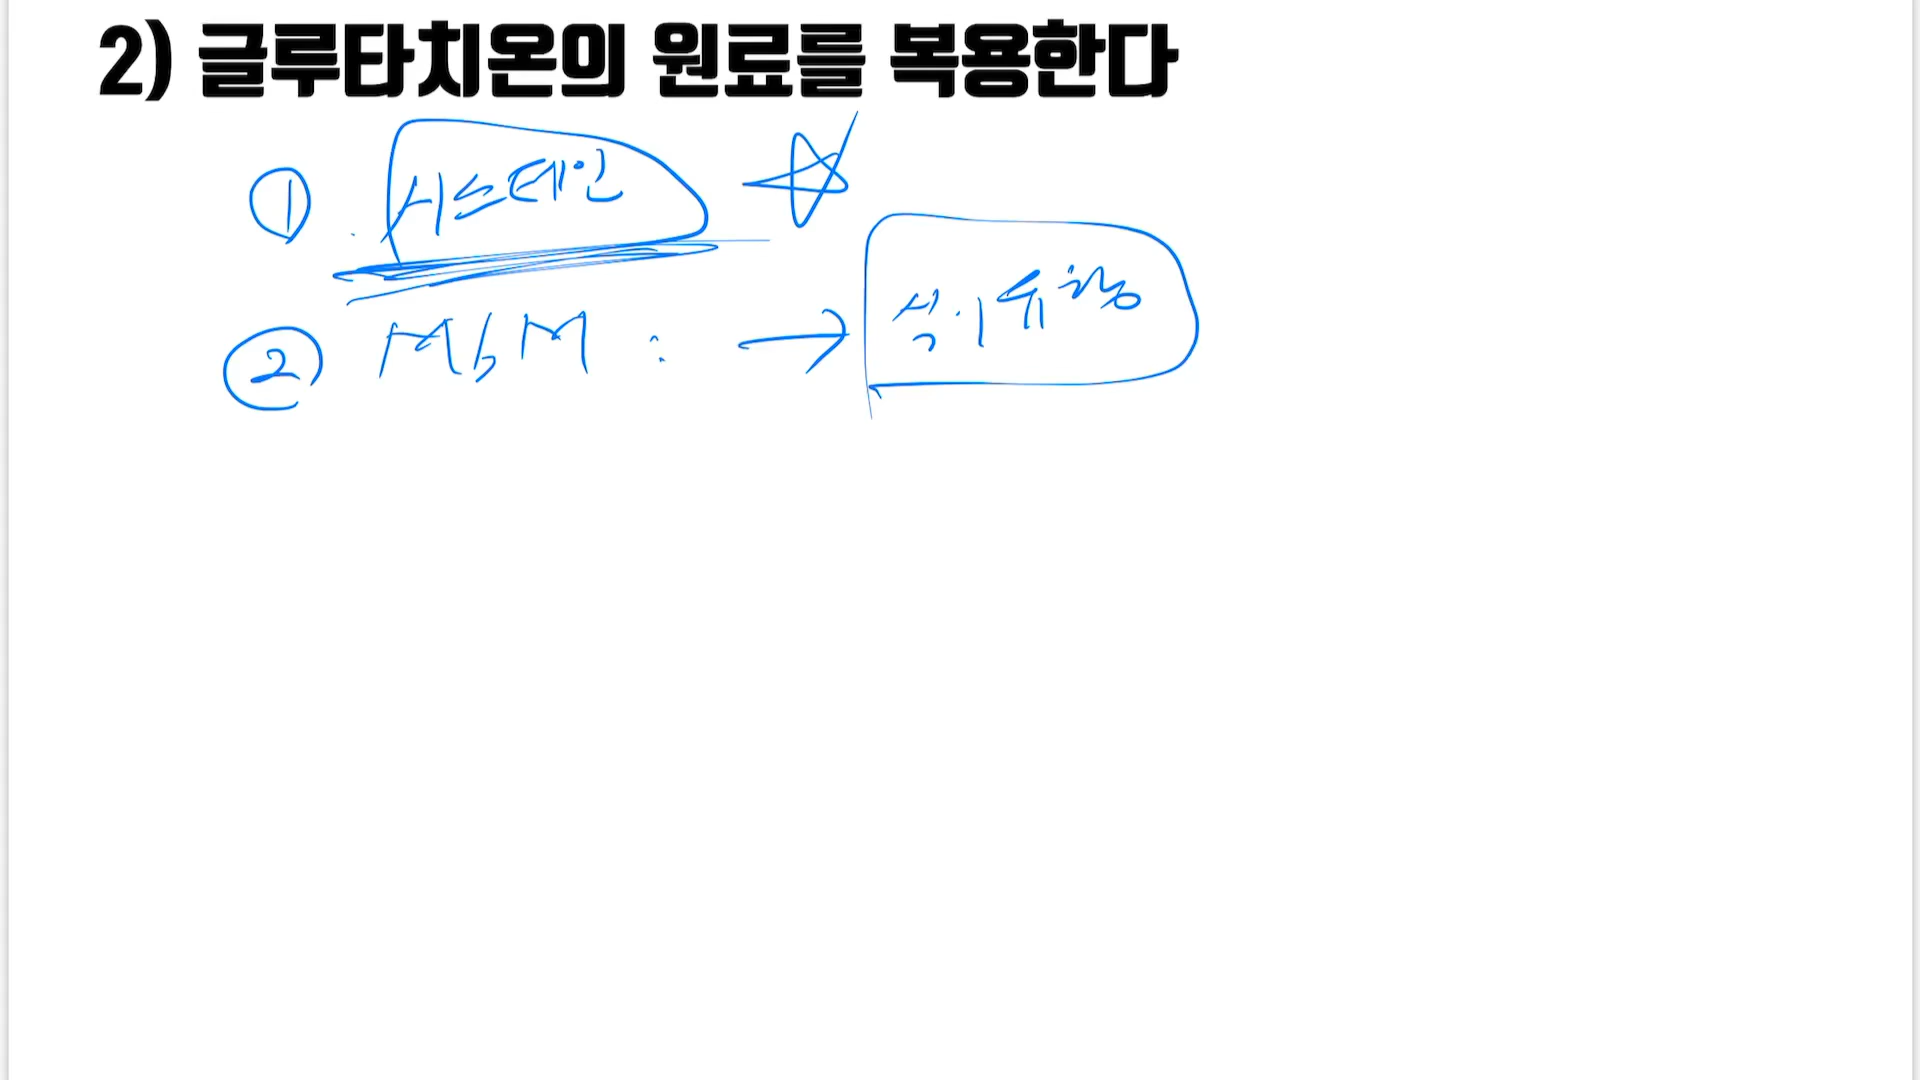 2) 글루타치온의 원료를 복용한다
① 시스테인
② MSM : → 식이유황